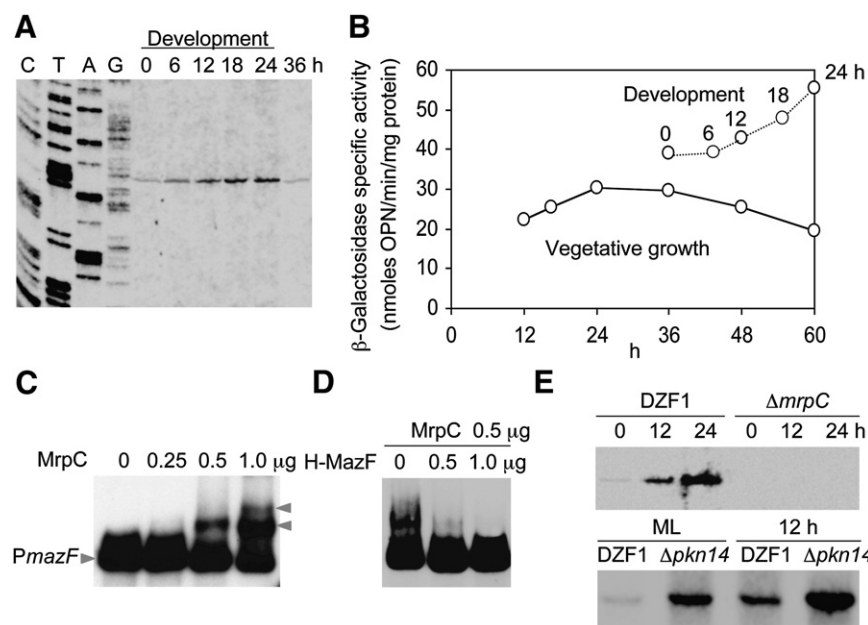 A
Development
C T A G 0 6 12 18 24 36 h
B
β-Galactosidase specific activity
(nmoles OPN/min/mg protein)
60
50
40
30
20
10
0
Development
0 6 12 18 24 h
Vegetative growth
0 12 24 36 48 60
h
C
MrpC 0 0.25 0.5 1.0 μg
PmazF
D
MrpC 0.5 μg
H-MazF 0 0.5 1.0 μg
E
DZF1 ΔmrpC
0 12 24 0 12 24 h
ML 12 h
DZF1 Δpkn14 DZF1 Δpkn14